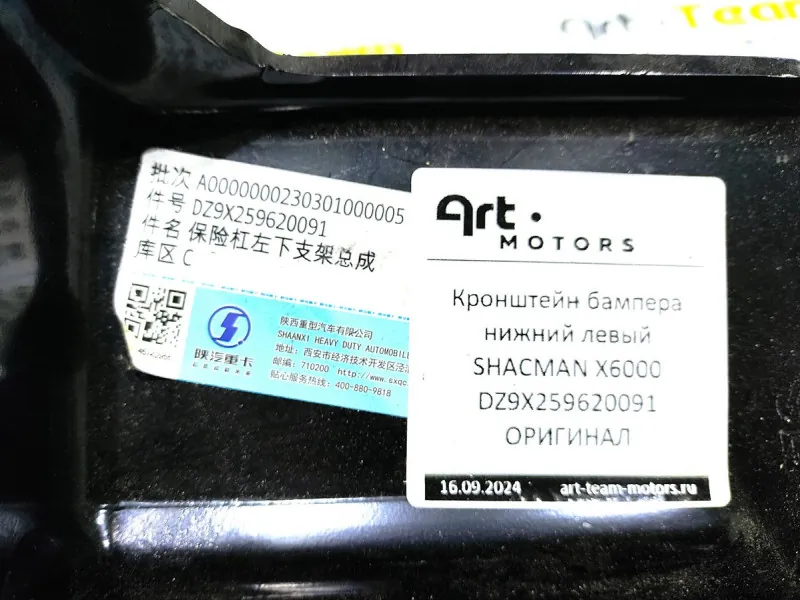 批次 A0000000230301000005
件号 DZ9X259620091
件名 保险杠左下支架总成
库区 C
陕汽重卡
陕西重型汽车有限公司
SHAANXI HEAVY DUTY AUTOMOBILE
地址：西安市经济技术开发区泾渭
邮编：710200 http://www.sxqc
贴心服务热线：400-880-9818
art.
MOTORS
Кронштейн бампера
нижний левый
SHACMAN X6000
DZ9X259620091
ОРИГИНАЛ
16.09.2024 art-team-motors.ru